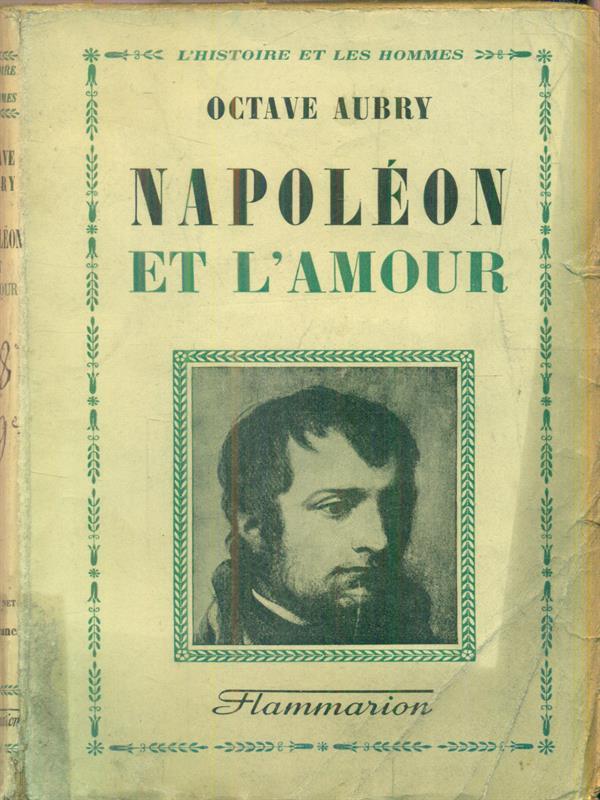 L'HISTOIRE ET LES HOMMES
OCTAVE AUBRY
NAPOLÉON
ET L'AMOUR
Flammarion